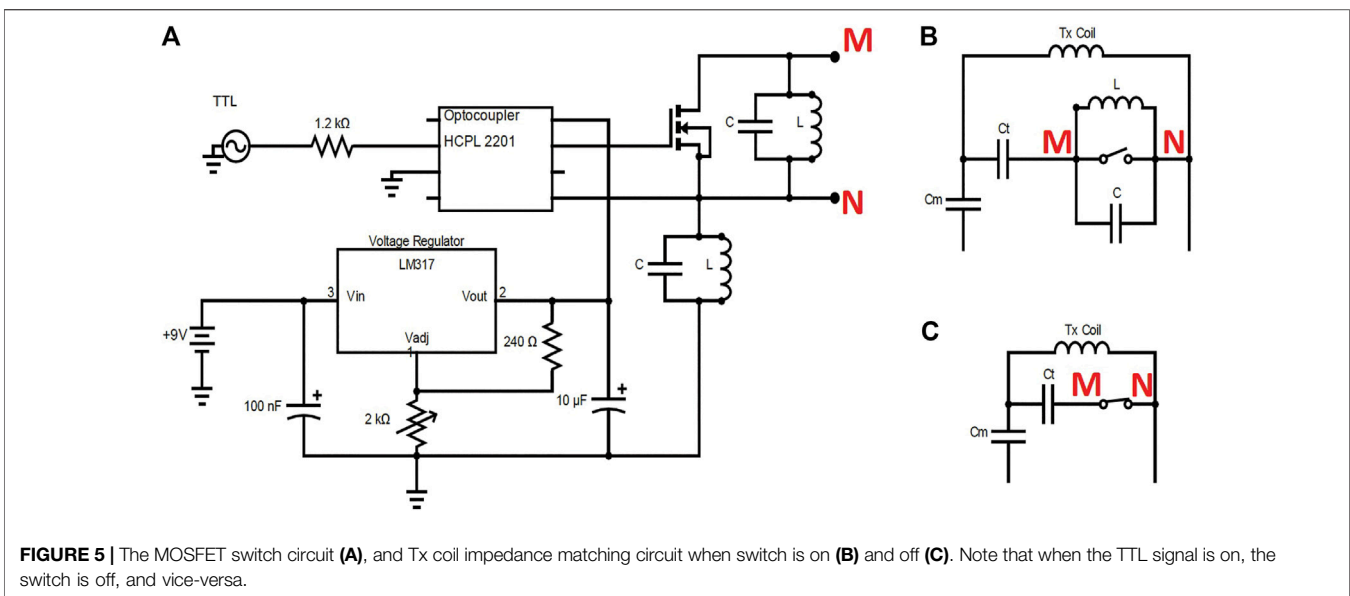 A
M
TTL
1.2 kΩ
Optocoupler
HCPL 2201
C
L
N
Voltage Regulator
LM317
3
Vin
Vout
2
Vadj
1
+9V
100 nF
+
2 kΩ
240 Ω
10 µF
+
C
L
B
Tx Coil
L
Ct
M
N
C
Cm
C
Tx Coil
Ct
M
N
Cm
FIGURE 5 | The MOSFET switch circuit (A), and Tx coil impedance matching circuit when switch is on (B) and off (C). Note that when the TTL signal is on, the
switch is off, and vice-versa.